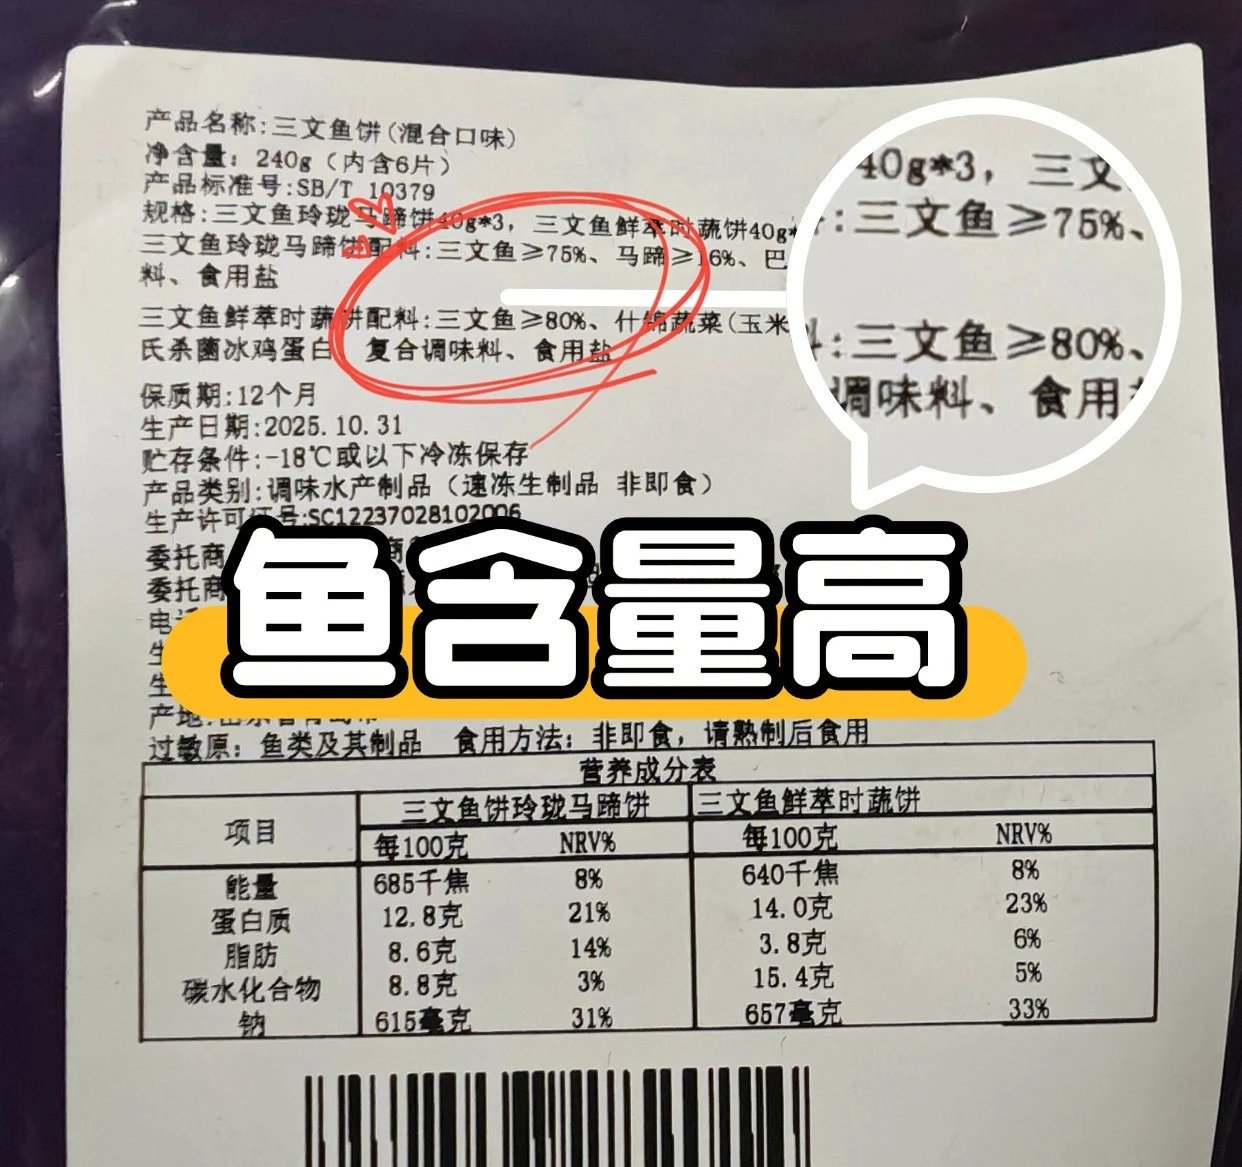 产品名称:三文鱼饼(混合口味)
净含量: 240g (内含6片)
产品标准号:SB/T 10379
规格:三文鱼玲珑马蹄饼40g*3, 三文鱼鲜萃时蔬饼40g*
三文鱼玲珑马蹄饼配料:三文鱼≥75%、马蹄≥16%、巴
料、食用盐
三文鱼鲜萃时蔬饼配料:三文鱼≥80%、什锦蔬菜(玉米
氏杀菌冰鸡蛋白 复合调味料、食用盐
40g*3, 三文
:三文鱼≥75%、
:三文鱼≥80%、
调味料、食用
保质期:12个月
生产日期:2025.10.31
贮存条件:-18℃或以下冷冻保存
产品类别:调味水产制品（速冻生制品 非即食）
生产许可证号:SC12237028102006
委托商
委托商
鱼含量高
产地:
过敏原: 鱼类及其制品 食用方法: 非即食, 请熟制后食用
营养成分表
项目 三文鱼饼玲珑马蹄饼 三文鱼鲜萃时蔬饼
每100克 NRV% 每100克 NRV%
能量 685千焦 8% 640千焦 8%
蛋白质 12.8克 21% 14.0克 23%
脂肪 8.6克 14% 3.8克 6%
碳水化合物 8.8克 3% 15.4克 5%
钠 615毫克 31% 657毫克 33%